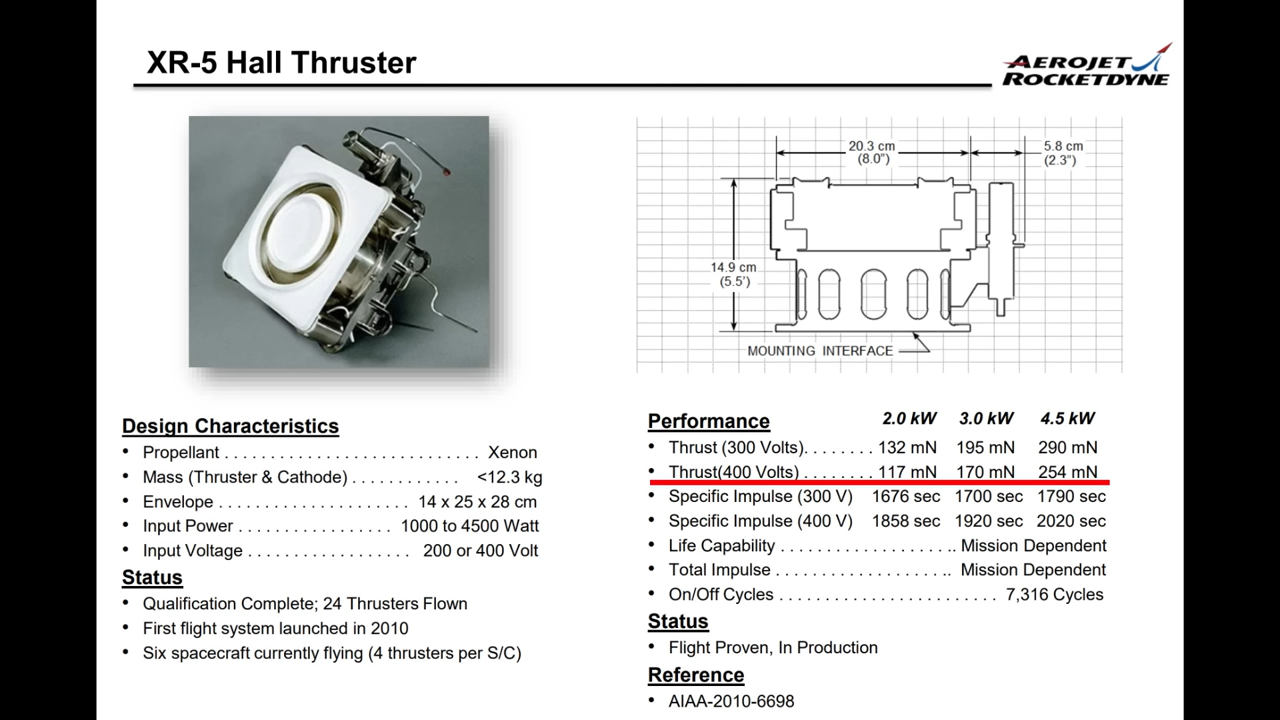 XR-5 Hall Thruster
AEROJET
ROCKETDYNE
20.3 cm
(8.0")
5.8 cm
(2.3")
14.9 cm
(5.5')
MOUNTING INTERFACE
Design Characteristics
• Propellant . . . . . . . . . . . . . . . . . . . . . . . . . . . . Xenon
• Mass (Thruster & Cathode) . . . . . . . . . . . . <12.3 kg
• Envelope . . . . . . . . . . . . . . . . . . . . . 14 x 25 x 28 cm
• Input Power . . . . . . . . . . . . . . . . . . 1000 to 4500 Watt
• Input Voltage . . . . . . . . . . . . . . . . . . 200 or 400 Volt
Status
• Qualification Complete; 24 Thrusters Flown
• First flight system launched in 2010
• Six spacecraft currently flying (4 thrusters per S/C)
Performance 2.0 kW 3.0 kW 4.5 kW
• Thrust (300 Volts). . . . . . . . 132 mN 195 mN 290 mN
• Thrust(400 Volts) . . . . . . . . 117 mN 170 mN 254 mN
• Specific Impulse (300 V) 1676 sec 1700 sec 1790 sec
• Specific Impulse (400 V) 1858 sec 1920 sec 2020 sec
• Life Capability . . . . . . . . . . . . . . . . . . . .. Mission Dependent
• Total Impulse . . . . . . . . . . . . . . . . . . . .. Mission Dependent
• On/Off Cycles . . . . . . . . . . . . . . . . . . . . . . . . 7,316 Cycles
Status
• Flight Proven, In Production
Reference
• AIAA-2010-6698